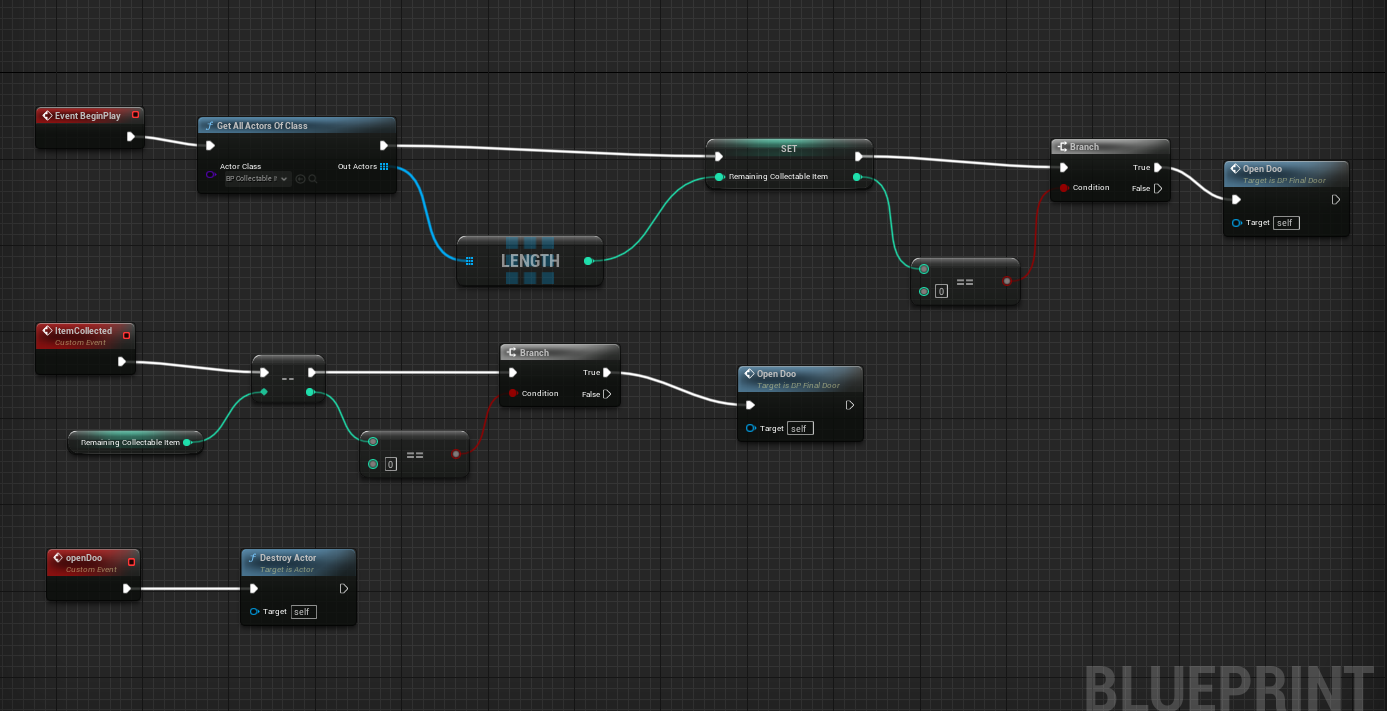 Event BeginPlay
Get All Actors Of Class
Actor Class
Out Actors
BP Collectable
SET
Remaining Collectable Item
Branch
True
Condition
False
Open Doo
Target is BP Final Door
Target
self
LENGTH
==
0
ItemCollected
Custom Event
--
Remaining Collectable Item
Branch
True
Condition
False
==
0
Open Doo
Target is BP Final Door
Target
self
openDoo
Custom Event
Destroy Actor
Target is Actor
Target
self
BLUEPRINT